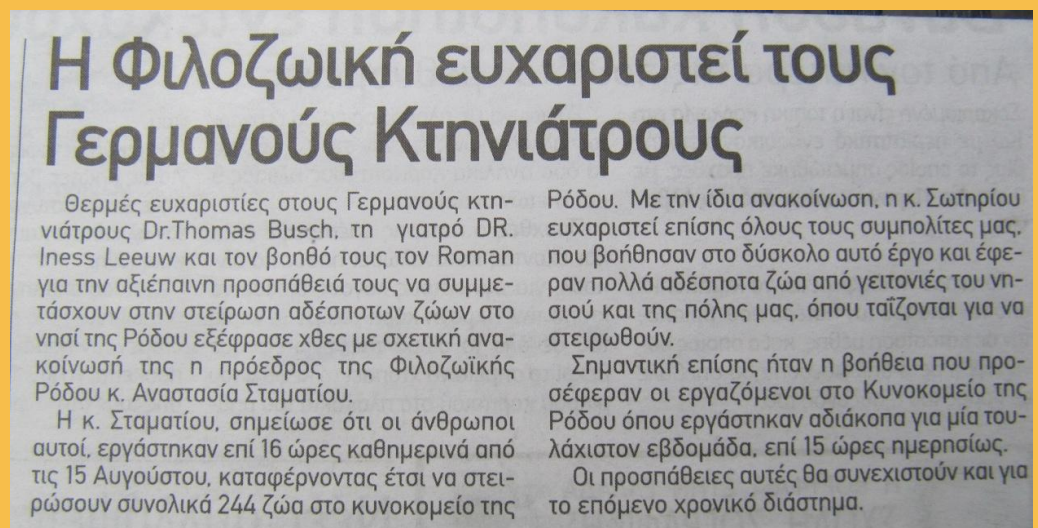 Η Φιλοζωική ευχαριστεί τους
Γερμανούς Κτηνιάτρους
Θερμές ευχαριστίες στους Γερμανούς κτη-
νιάτρους Dr.Thomas Busch, τη γιατρό DR.
Iness Leeuw και τον βοηθό τους τον Roman
για την αξιέπαινη προσπάθειά τους να συμμε-
τάσχουν στην στείρωση αδέσποτων ζώων στο
νησί της Ρόδου εξέφρασε χθες με σχετική ανα-
κοίνωσή της η πρόεδρος της Φιλοζωϊκής
Ρόδου κ. Αναστασία Σταματίου.
Η κ. Σταματίου, σημείωσε ότι οι άνθρωποι
αυτοί, εργάστηκαν επί 16 ώρες καθημερινά από
τις 15 Αυγούστου, καταφέρνοντας έτσι να στει-
ρώσουν συνολικά 244 ζώα στο κυνοκομείο της
Ρόδου. Με την ίδια ανακοίνωση, η κ. Σωτηρίου
ευχαριστεί επίσης όλους τους συμπολίτες μας,
που βοήθησαν στο δύσκολο αυτό έργο και έφε-
ραν πολλά αδέσποτα ζώα από γειτονιές του νη-
σιού και της πόλης μας, όπου ταΐζονται για να
στειρωθούν.
Σημαντική επίσης ήταν η βοήθεια που προ-
σέφεραν οι εργαζόμενοι στο Κυνοκομείο της
Ρόδου όπου εργάστηκαν αδιάκοπα για μία του-
λάχιστον εβδομάδα, επί 15 ώρες ημερησίως.
Οι προσπάθειες αυτές θα συνεχιστούν και για
το επόμενο χρονικό διάστημα.